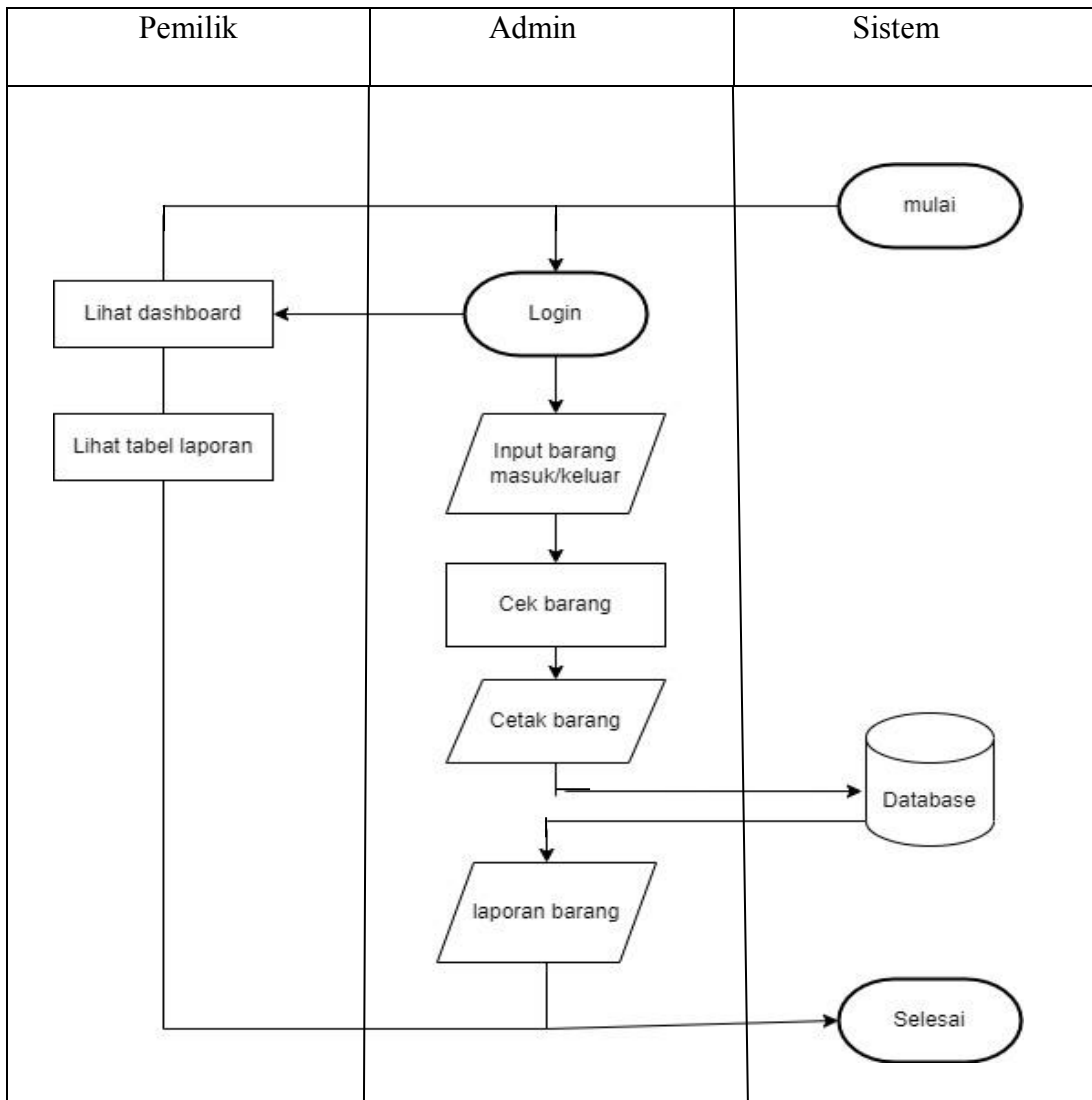 Pemilik
Admin
Sistem
mulai
Lihat dashboard
Login
Lihat tabel laporan
Input barang
masuk/keluar
Cek barang
Cetak barang
Database
laporan barang
Selesai